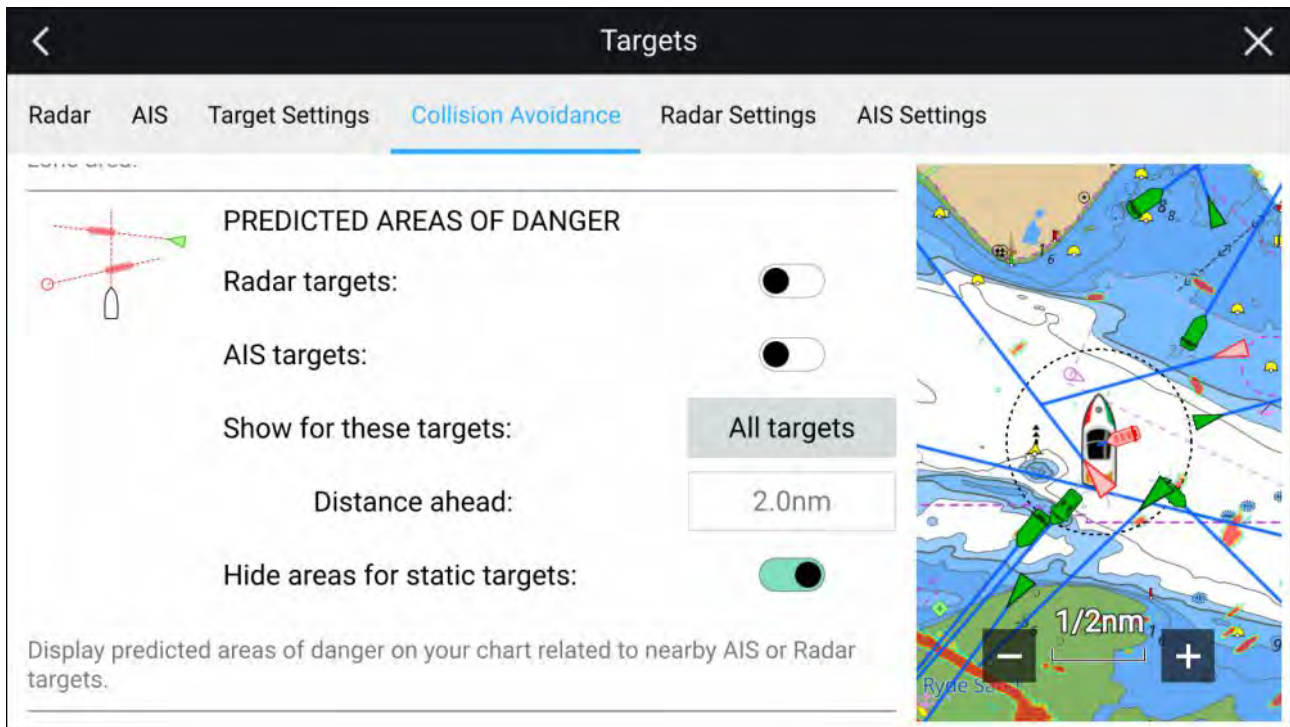 Targets
Radar AIS Target Settings Collision Avoidance Radar Settings AIS Settings
PREDICTED AREAS OF DANGER
Radar targets:
AIS targets:
Show for these targets: All targets
Distance ahead: 2.0nm
Hide areas for static targets:
Display predicted areas of danger on your chart related to nearby AIS or Radar
targets.
1/2nm